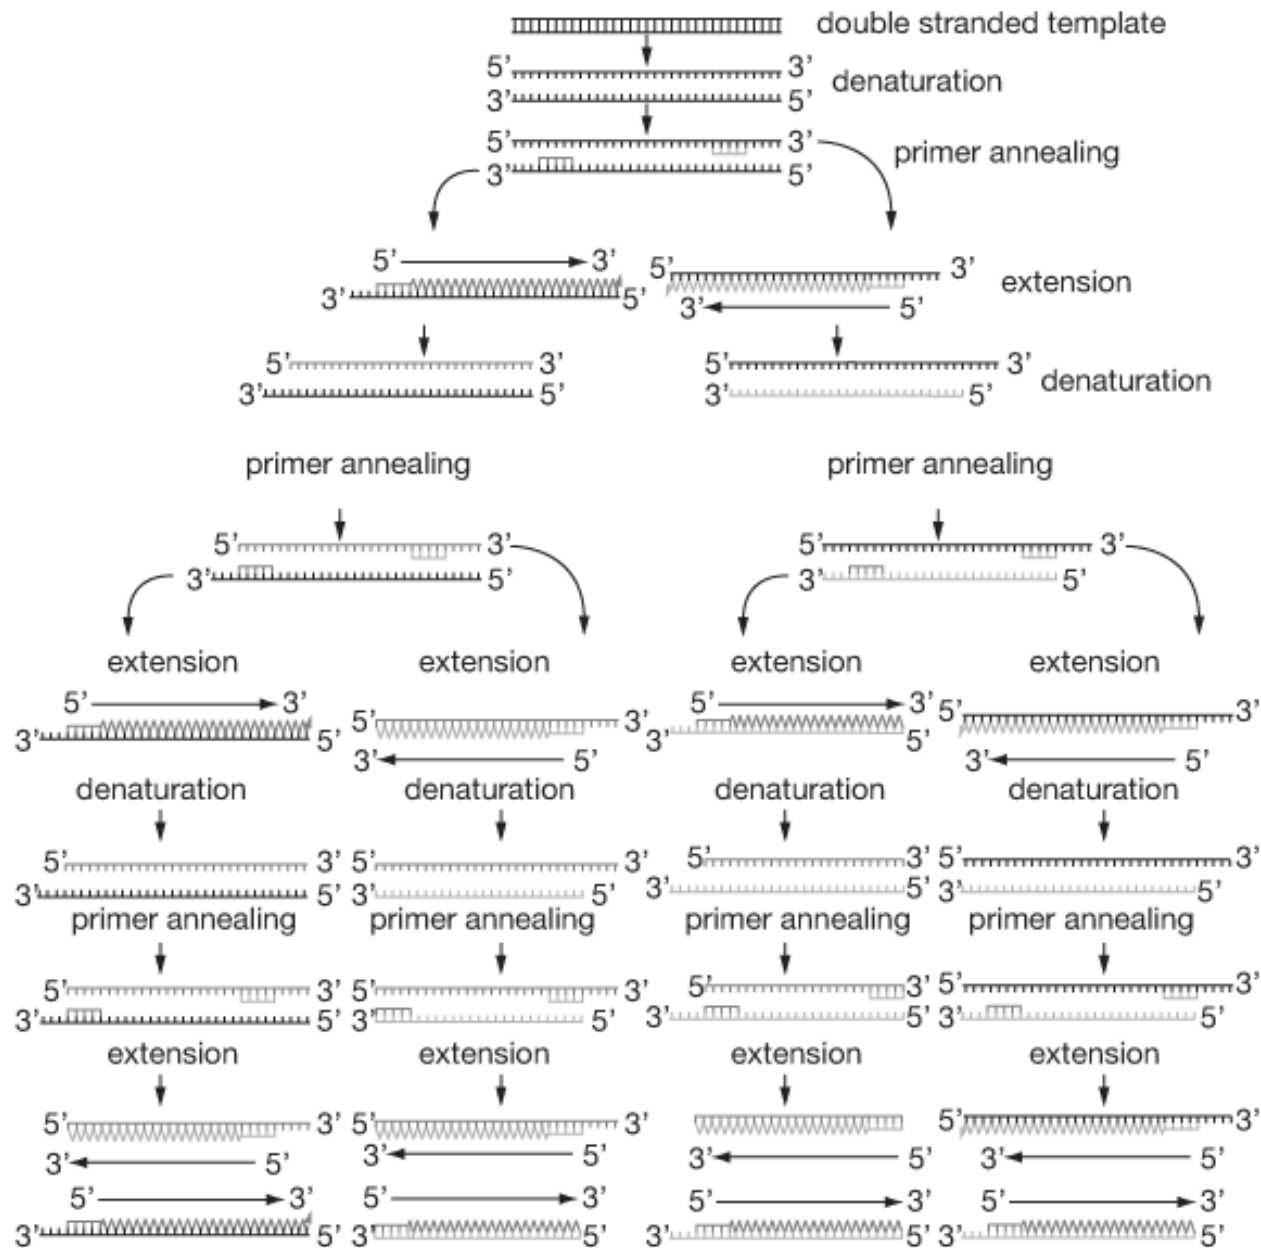 double stranded template
5’ 3’
denaturation
3’ 5’
5’ 3’
primer annealing
3’ 5’
5’ 3’
5’ 3’
extension
3’ 5’
3’ 5’
5’ 3’ 5’ 3’
denaturation
3’ 5’ 3’ 5’
primer annealing primer annealing
5’ 3’ 5’ 3’
3’ 5’ 3’ 5’
extension extension extension extension
5’ 3’ 5’ 3’
5’ 3’ 5’ 3’
3’ 5’ 3’ 5’
3’ 5’ 3’ 5’
denaturation denaturation denaturation denaturation
5’ 3’ 5’ 3’ 5’ 3’ 5’ 3’
3’ 5’ 3’ 5’ 3’ 5’ 3’ 5’
primer annealing primer annealing primer annealing primer annealing
5’ 3’ 5’ 3’ 5’ 3’ 5’ 3’
3’ 5’ 3’ 5’ 3’ 5’ 3’ 5’
extension extension extension extension
5’ 3’ 5’ 3’ 5’ 3’
3’ 5’ 3’ 5’ 3’ 5’ 3’ 5’
5’ 3’ 5’ 3’ 5’ 3’ 5’ 3’
3’ 5’ 3’ 5’ 3’ 5’ 3’ 5’